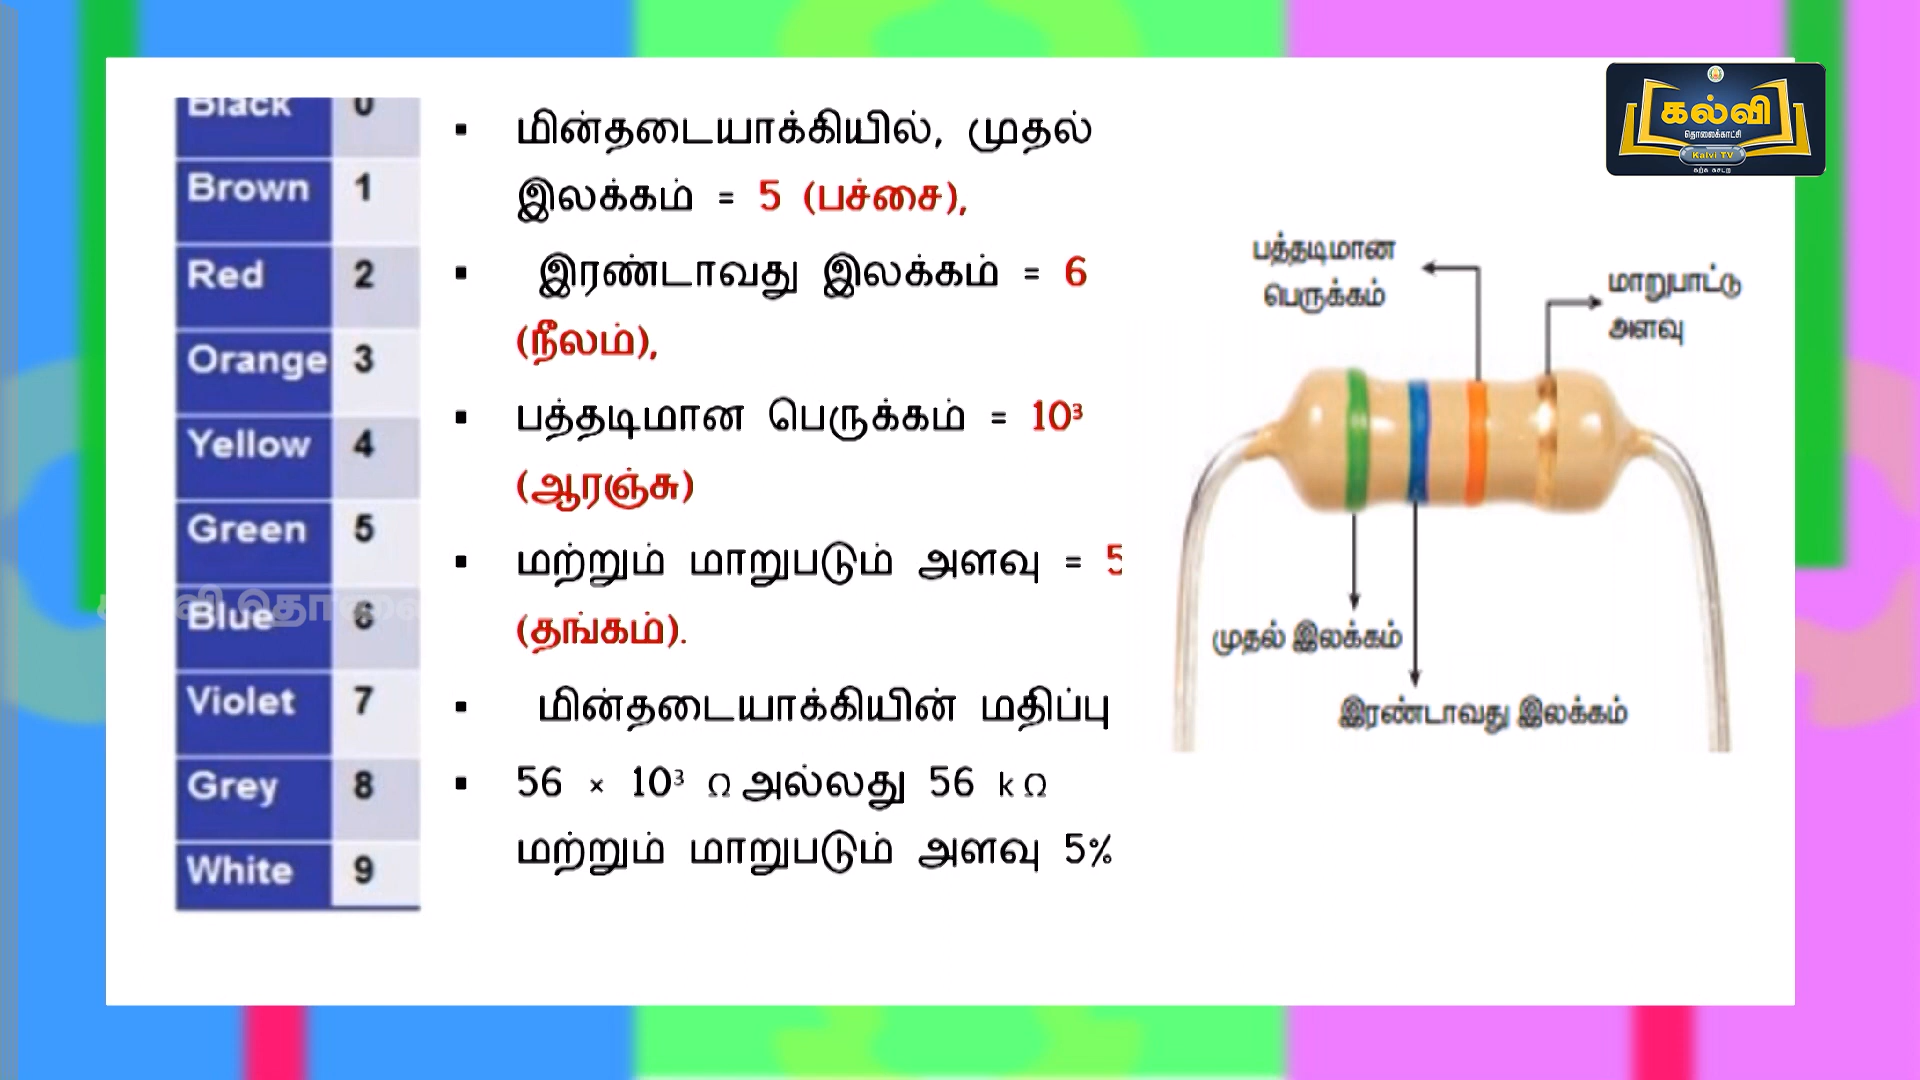 Black 0
Brown 1
Red 2
Orange 3
Yellow 4
Green 5
Blue 6
Violet 7
Grey 8
White 9
▪ மின்தடையாக்கியில், முதல்
இலக்கம் = 5 (பச்சை),
▪ இரண்டாவது இலக்கம் = 6
(நீலம்),
▪ பத்தடிமான பெருக்கம் = 10³
(ஆரஞ்சு)
▪ மற்றும் மாறுபடும் அளவு = 5
(தங்கம்).
▪ மின்தடையாக்கியின் மதிப்பு
▪ 56 × 10³ Ω அல்லது 56 kΩ
மற்றும் மாறுபடும் அளவு 5%
பத்தடிமான
பெருக்கம்
மாறுபாட்டு
அளவு
முதல் இலக்கம்
இரண்டாவது இலக்கம்
கல்வி
தொலைக்காட்சி
Kalvi TV
கற்க கசடற